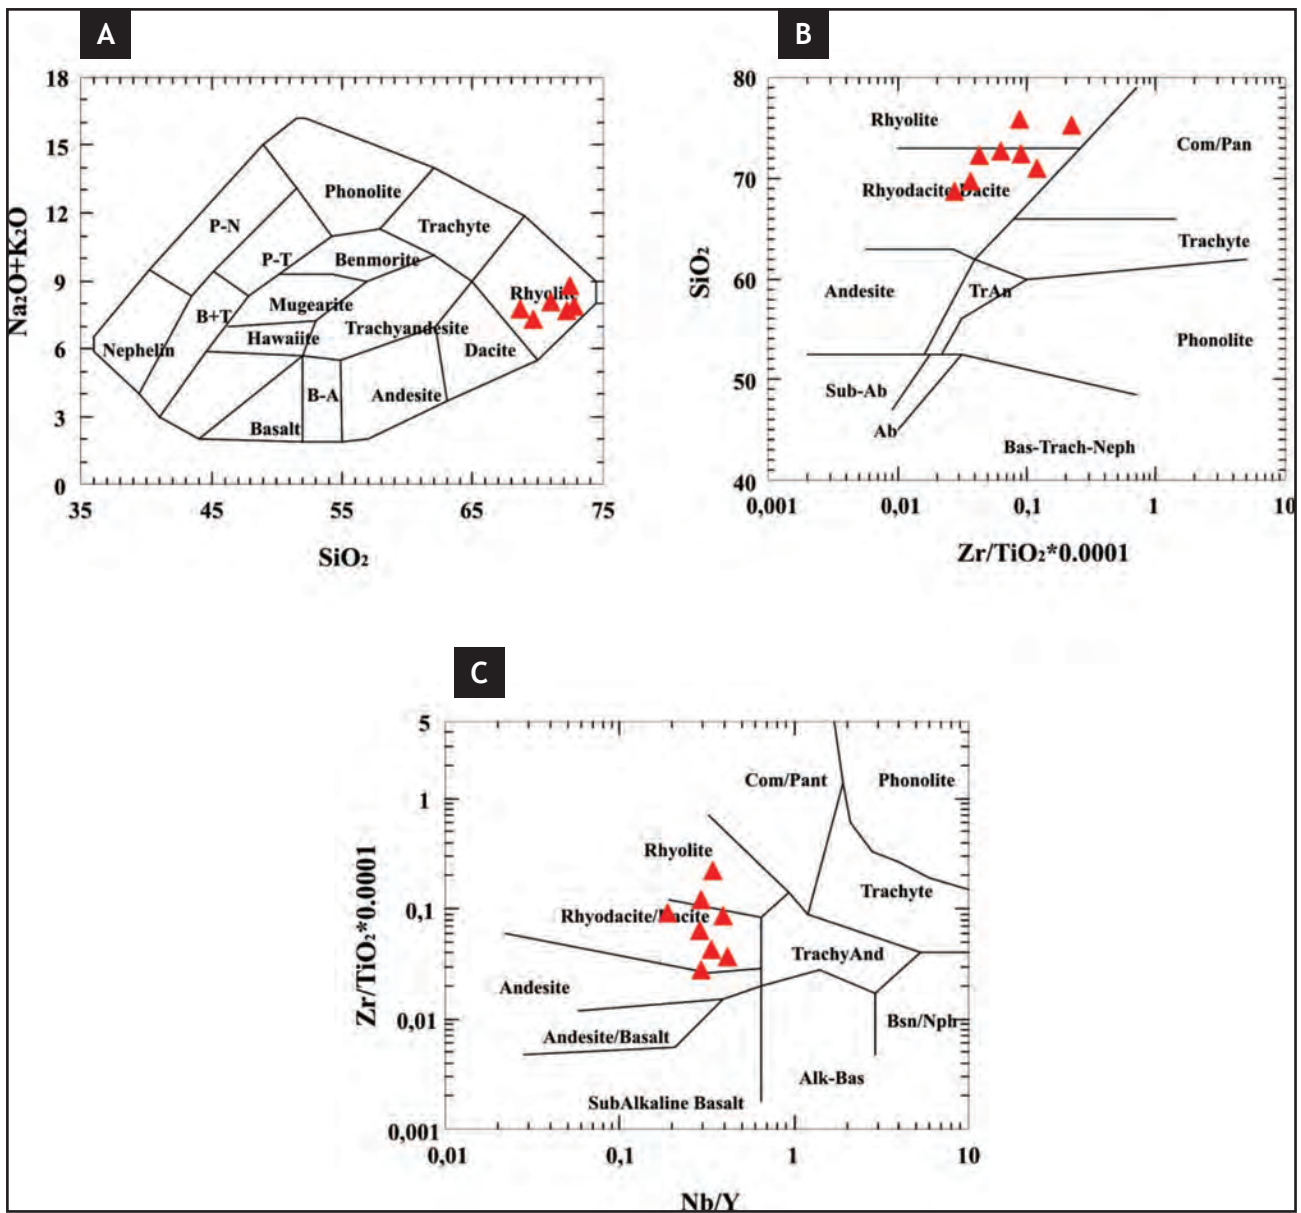 A
18
15
12
9
6
3
0
Na₂O+K₂O
Phonolite
P-N
Trachyte
P-T
Benmorite
Rhyolite
Mugearite
B+T
Trachyandesite
Hawaiite
Nephelin
Dacite
B-A
Andesite
Basalt
35 45 55 65 75
SiO₂
B
80
70
60
50
40
SiO₂
Rhyolite
Com/Pan
Rhyodacite/Dacite
Trachyte
Andesite
TrAn
Phonolite
Sub-Ab
Ab
Bas-Trach-Neph
0,001 0,01 0,1 1 10
Zr/TiO₂*0.0001
C
5
1
0,1
0,01
0,001
Zr/TiO₂*0.0001
Com/Pant
Phonolite
Rhyolite
Trachyte
Rhyodacite/Dacite
TrachyAnd
Andesite
Bsn/Nph
Andesite/Basalt
Alk-Bas
SubAlkaline Basalt
0,01 0,1 1 10
Nb/Y